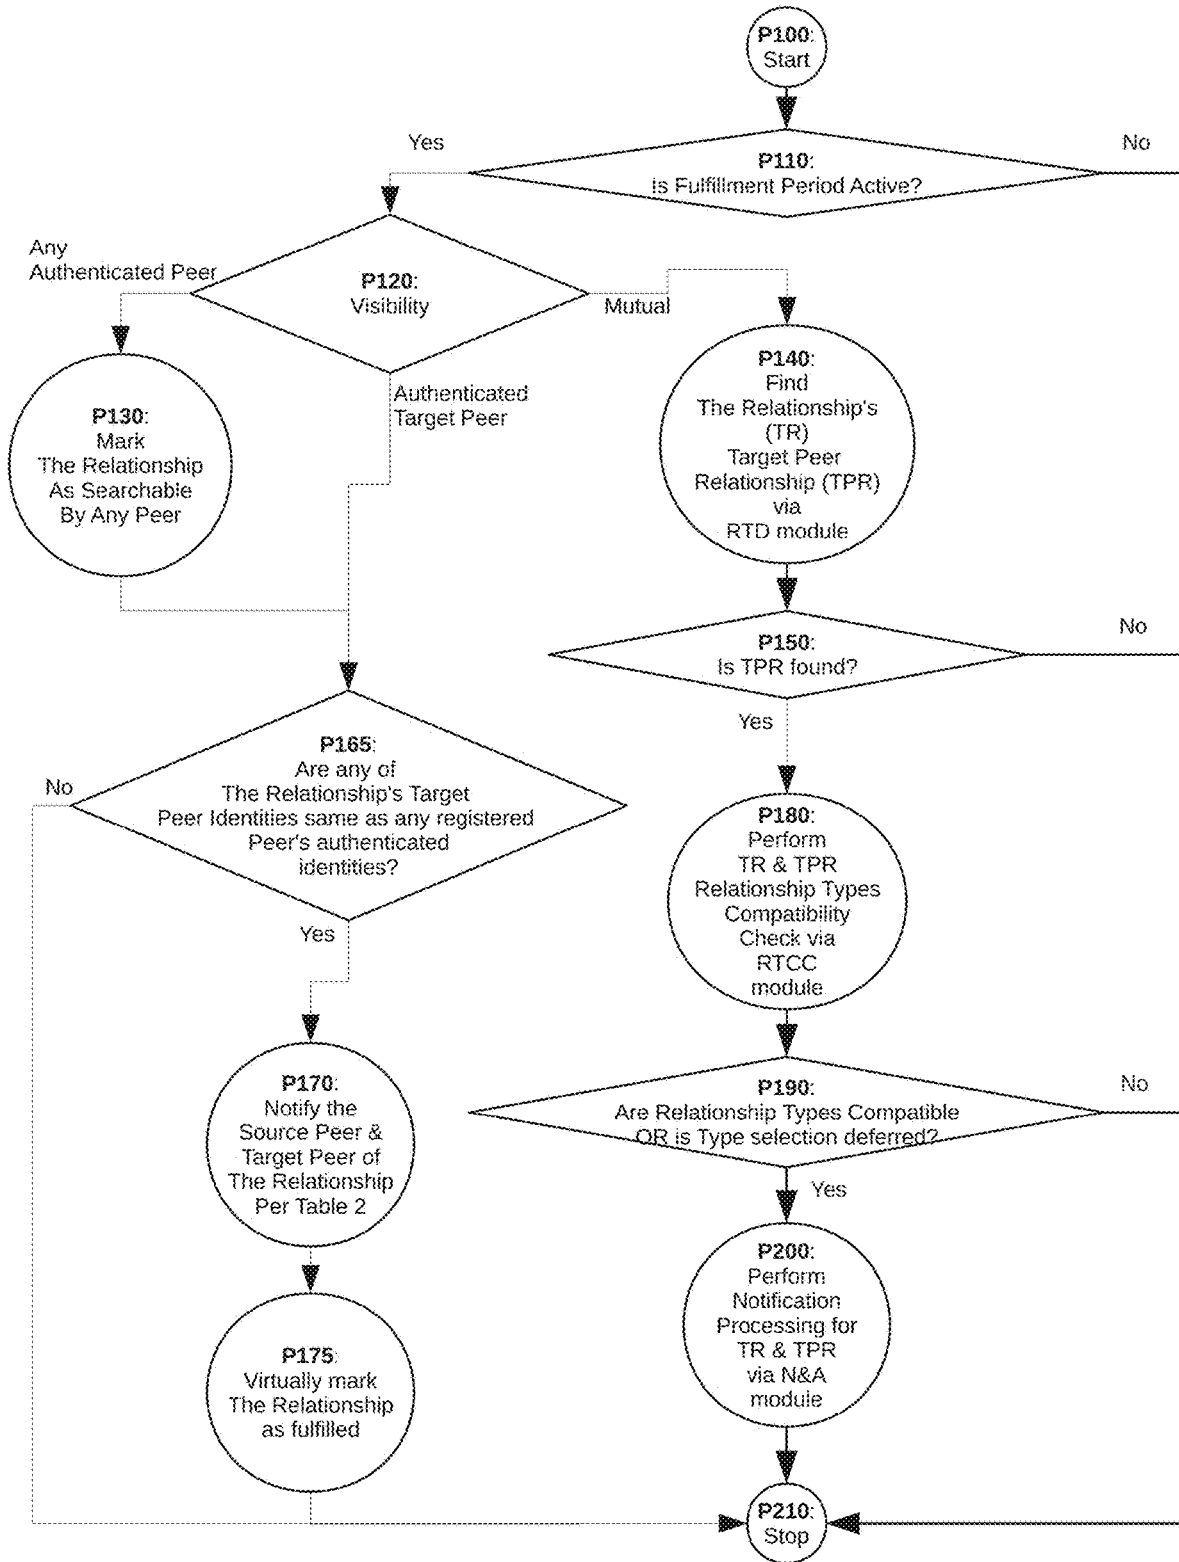 P100:
Start
Yes
No
P110:
is Fulfillment Period Active?
Any
Authenticated Peer
P120:
Visibility
Mutual
Authenticated
Target Peer
P130:
Mark
The Relationship
As Searchable
By Any Peer
P140:
Find
The Relationship's
(TR)
Target Peer
Relationship (TPR)
via
RTD module
P150:
Is TPR found?
No
Yes
P165:
Are any of
The Relationship's Target
Peer Identities same as any registered
Peer's authenticated
identities?
No
Yes
P180:
Perform
TR & TPR
Relationship Types
Compatibility
Check via
RTCC
module
P170:
Notify the
Source Peer &
Target Peer of
The Relationship
Per Table 2
P190:
Are Relationship Types Compatible
OR is Type selection deferred?
No
Yes
P175:
Virtually mark
The Relationship
as fulfilled
P200:
Perform
Notification
Processing for
TR & TPR
via N&A
module
P210:
Stop